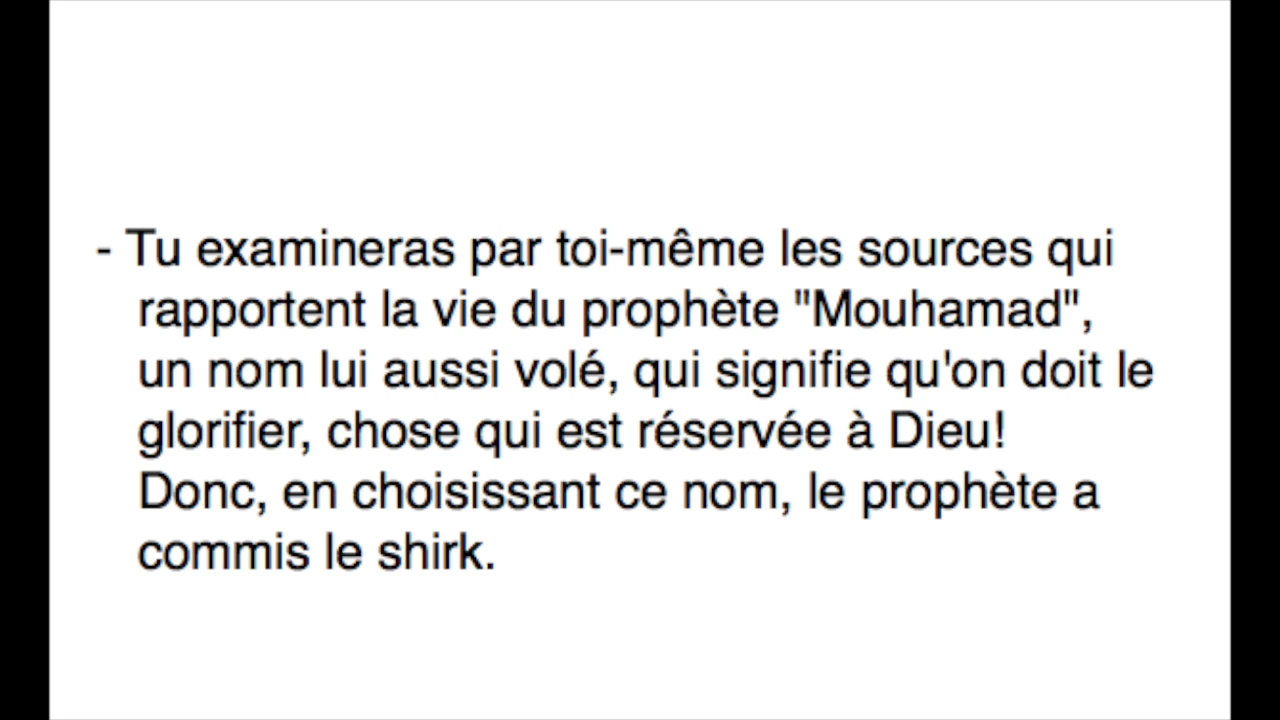 - Tu examineras par toi-même les sources qui
rapportent la vie du prophète "Mouhamad",
un nom lui aussi volé, qui signifie qu'on doit le
glorifier, chose qui est réservée à Dieu!
Donc, en choisissant ce nom, le prophète a
commis le shirk.